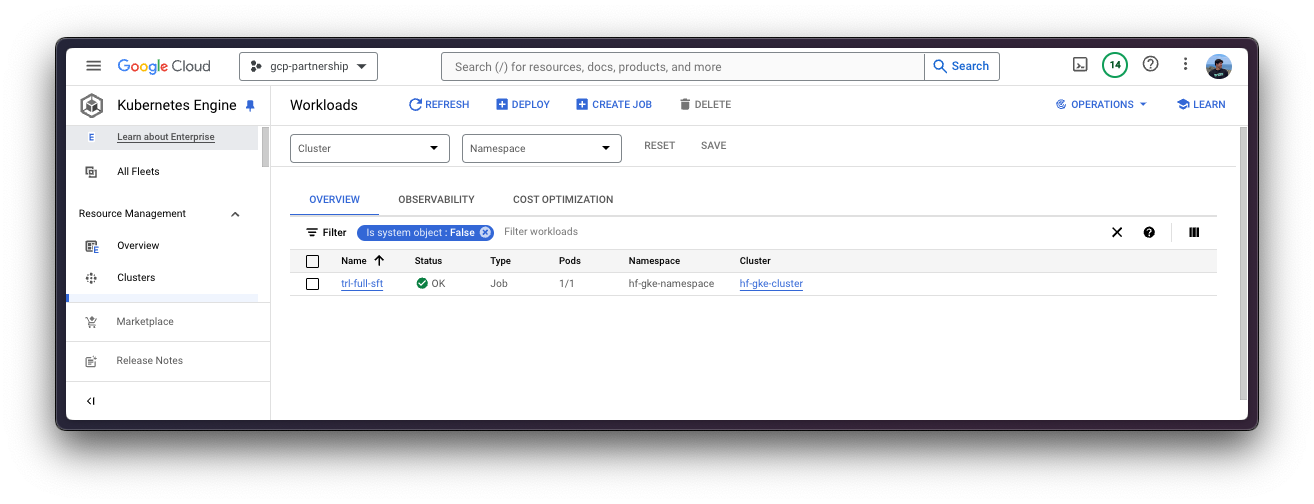 Google Cloud
gcp-partnership
Search (/) for resources, docs, products, and more
Search
14
Kubernetes Engine
Workloads
REFRESH
DEPLOY
CREATE JOB
DELETE
OPERATIONS
LEARN
E
Learn about Enterprise
All Fleets
Resource Management
Overview
Clusters
Marketplace
Release Notes
Cluster
Namespace
RESET
SAVE
OVERVIEW
OBSERVABILITY
COST OPTIMIZATION
Filter
Is system object : False
Filter workloads
Name Status Type Pods Namespace Cluster
trl-full-sft OK Job 1/1 hf-gke-namespace hf-gke-cluster